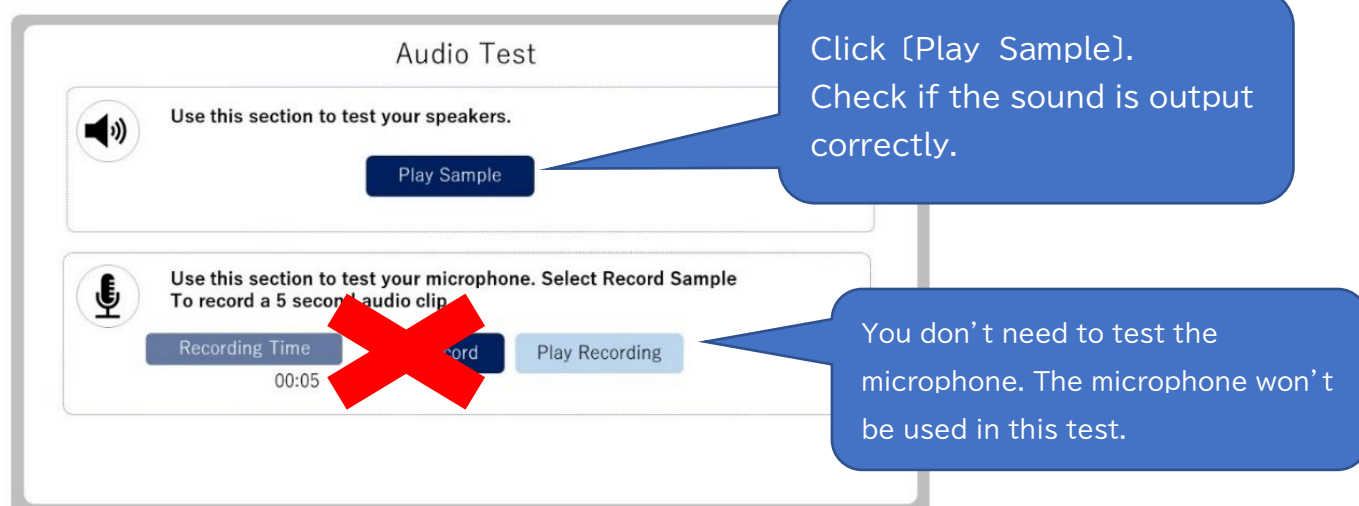 Audio Test
Use this section to test your speakers.
Play Sample
Click〔Play Sample〕.
Check if the sound is output
correctly.
Use this section to test your microphone. Select Record Sample
To record a 5 second audio clip
Recording Time
Play Recording
00:05
You don’t need to test the
microphone. The microphone won’t
be used in this test.